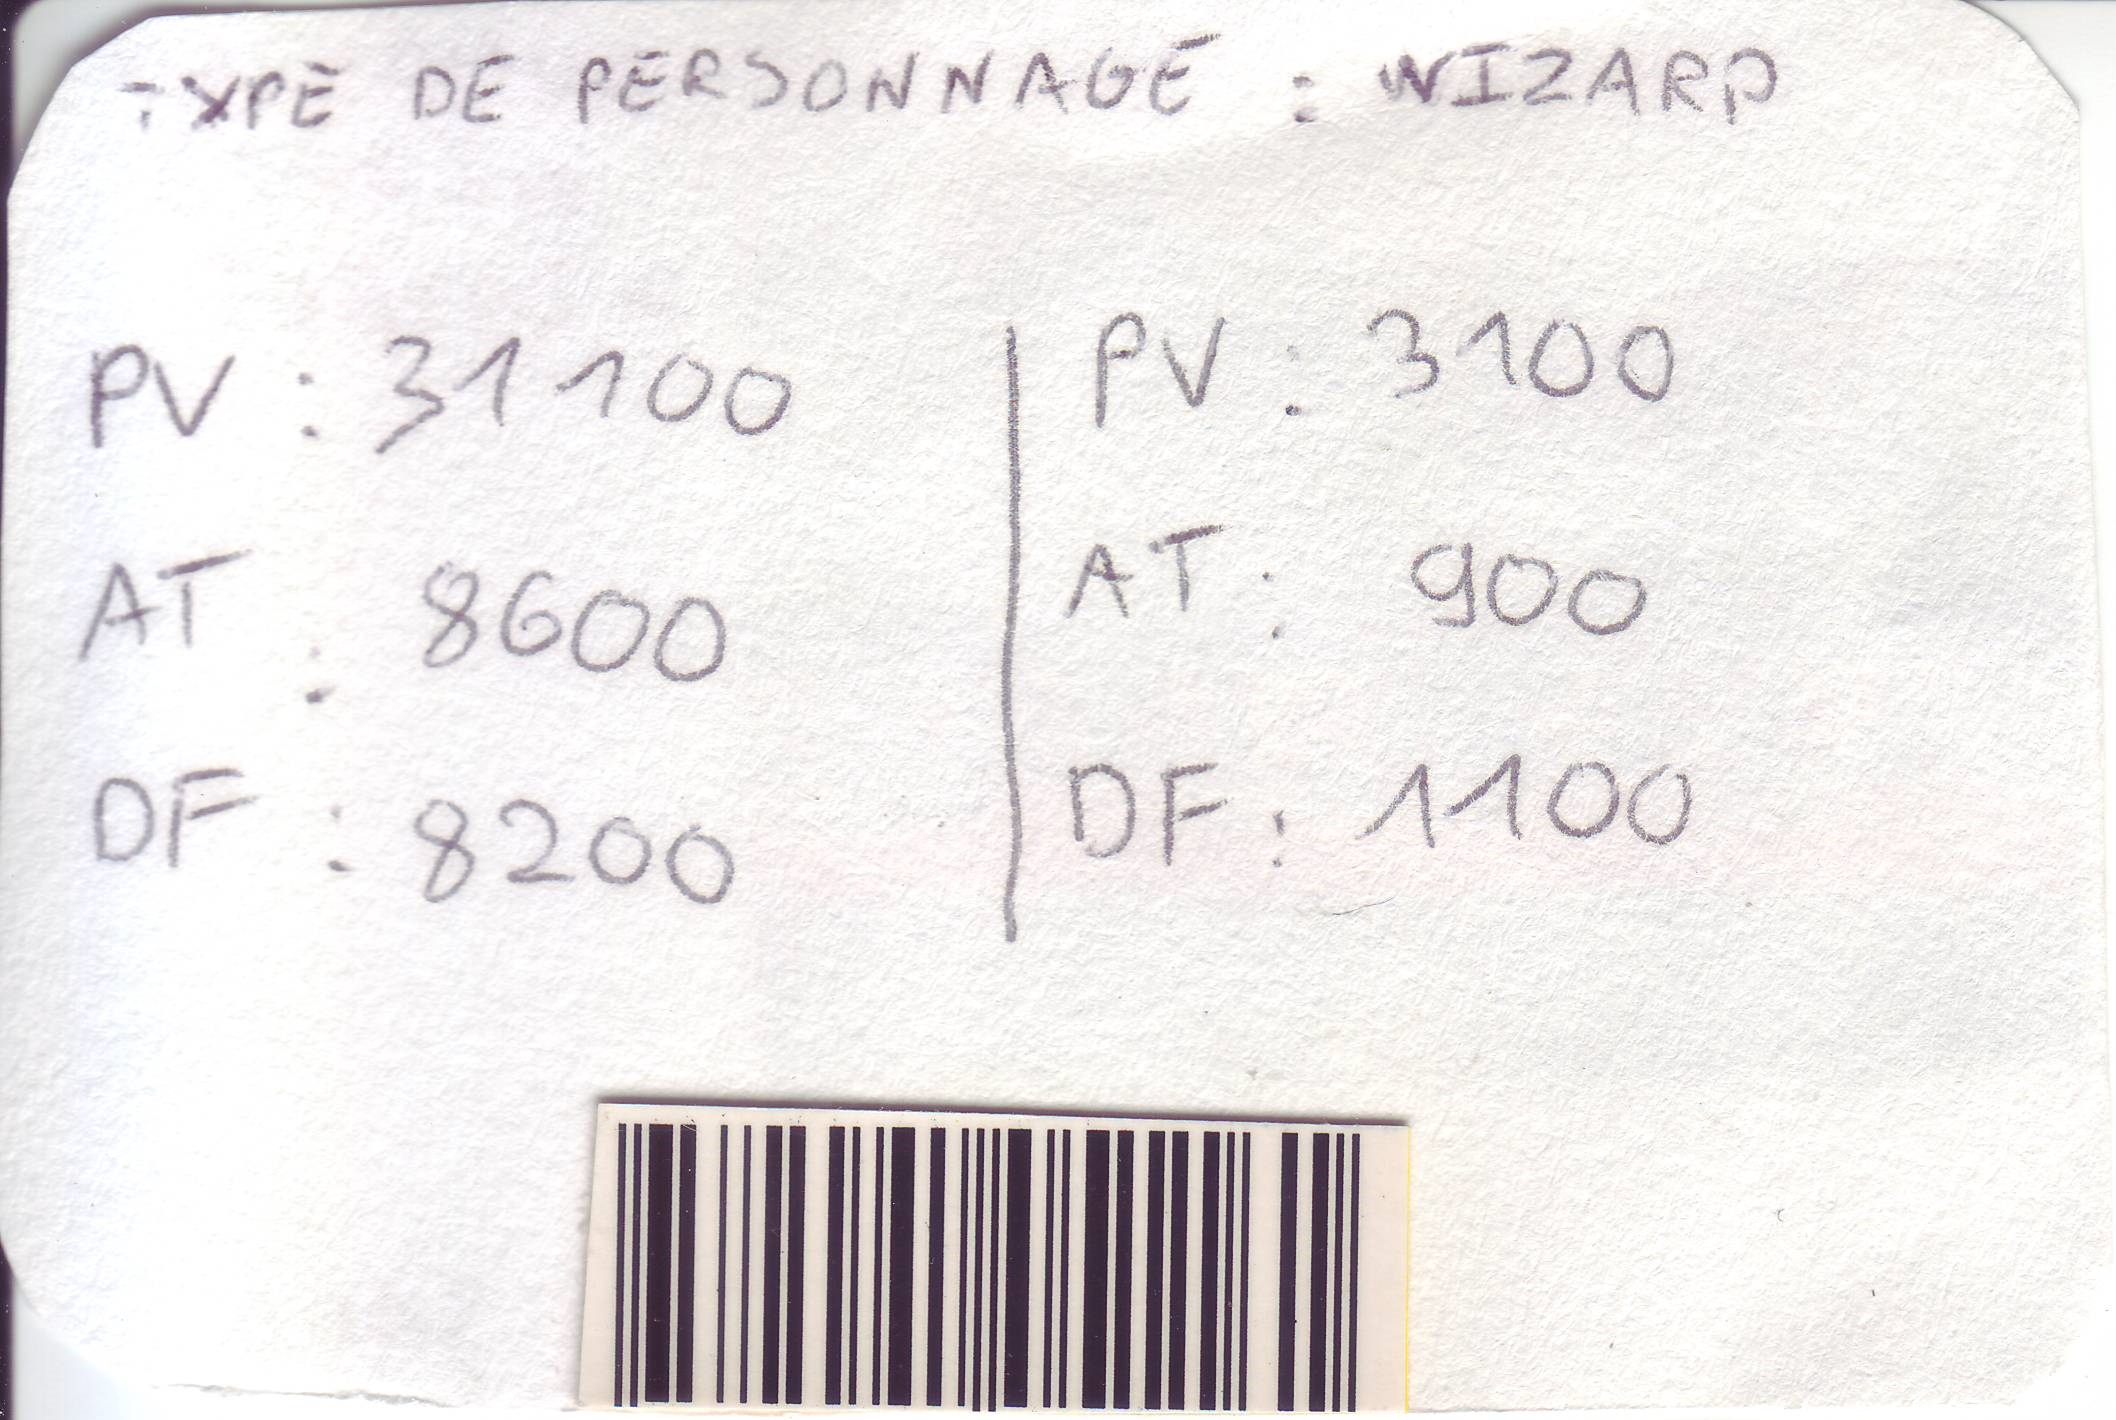 TYPE DE PERSONNAGE : WIZARD
PV : 31100
AT : 8600
DF : 8200
PV : 3100
AT : 900
DF : 1100